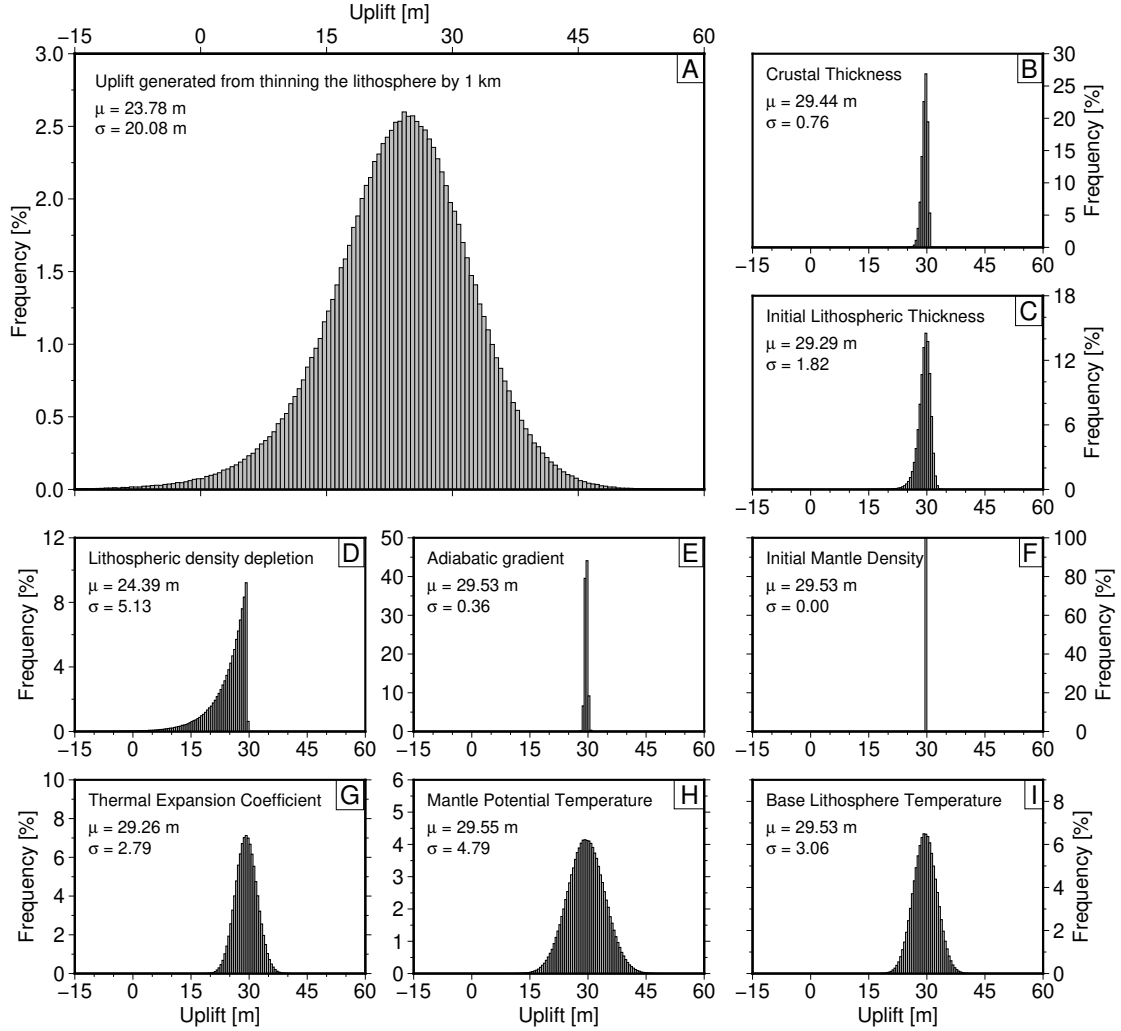 Uplift [m]
−15 0 15 30 45 60
0.0 0.5 1.0 1.5 2.0 2.5 3.0
Frequency [%]
A
Uplift generated from thinning the lithosphere by 1 km
μ = 23.78 m
σ = 20.08 m
B
Crustal Thickness
μ = 29.44 m
σ = 0.76
0 5 10 15 20 25 30
Frequency [%]
−15 0 15 30 45 60
C
Initial Lithospheric Thickness
μ = 29.29 m
σ = 1.82
0 6 12 18
Frequency [%]
−15 0 15 30 45 60
D
Lithospheric density depletion
μ = 24.39 m
σ = 5.13
0 4 8 12
Frequency [%]
−15 0 15 30 45 60
E
Adiabatic gradient
μ = 29.53 m
σ = 0.36
0 10 20 30 40 50
−15 0 15 30 45 60
F
Initial Mantle Density
μ = 29.53 m
σ = 0.00
0 20 40 60 80 100
Frequency [%]
−15 0 15 30 45 60
G
Thermal Expansion Coefficient
μ = 29.26 m
σ = 2.79
0 2 4 6 8 10
Frequency [%]
−15 0 15 30 45 60
Uplift [m]
H
Mantle Potential Temperature
μ = 29.55 m
σ = 4.79
0 1 2 3 4 5 6
−15 0 15 30 45 60
Uplift [m]
I
Base Lithosphere Temperature
μ = 29.53 m
σ = 3.06
0 2 4 6 8
Frequency [%]
−15 0 15 30 45 60
Uplift [m]